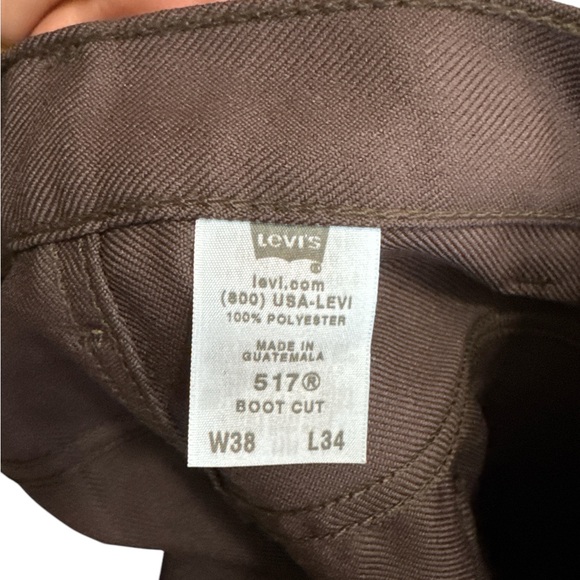 Levi's
®
levi.com
(800) USA-LEVI
100% POLYESTER
MADE IN
GUATEMALA
517®
BOOT CUT
W38 L34